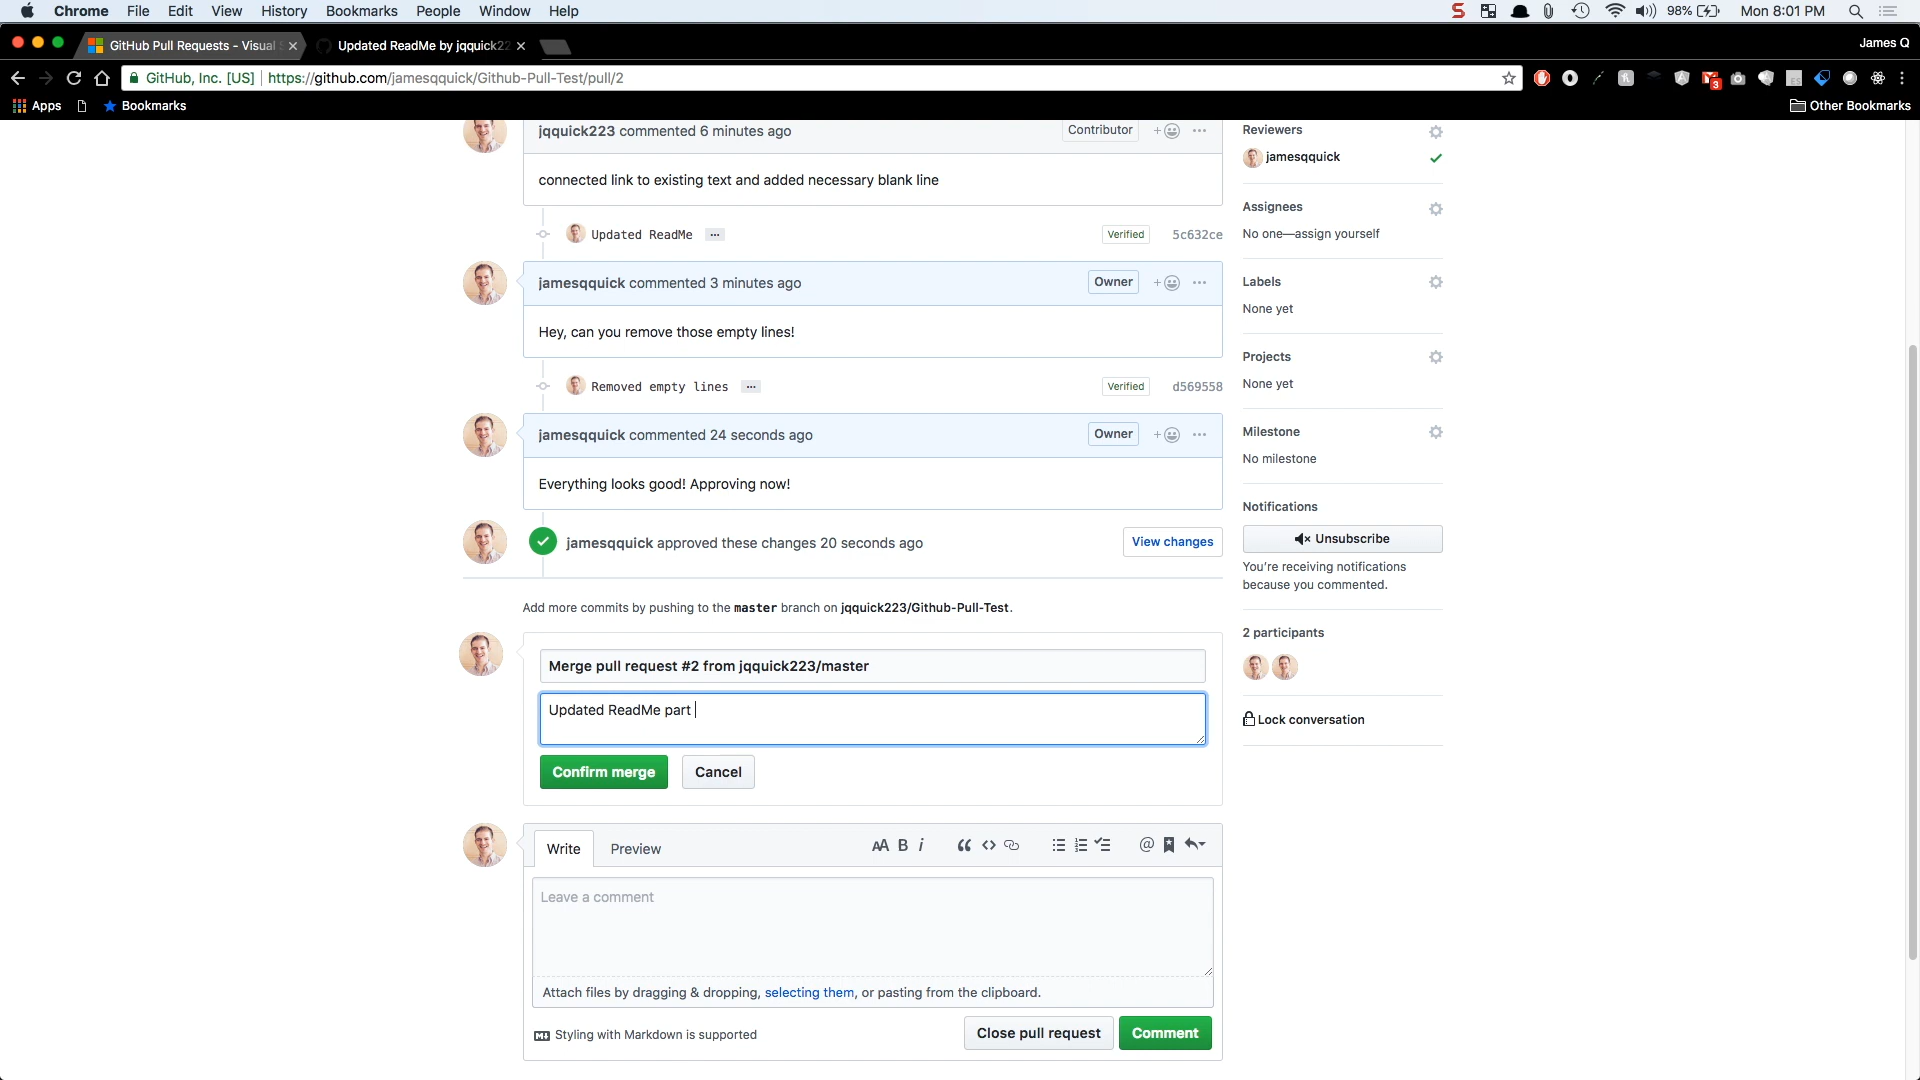 Chrome File Edit View History Bookmarks People Window Help 98% Mon 8:01 PM
GitHub Pull Requests - Visual Updated ReadMe by jqquick22 James Q
GitHub, Inc. [US] https://github.com/jamesqquick/Github-Pull-Test/pull/2
Apps Bookmarks Other Bookmarks
jqquick223 commented 6 minutes ago Contributor
connected link to existing text and added necessary blank line
Updated ReadMe ... Verified 5c632ce
jamesqquick commented 3 minutes ago Owner
Hey, can you remove those empty lines!
Removed empty lines ... Verified d569558
jamesqquick commented 24 seconds ago Owner
Everything looks good! Approving now!
jamesqquick approved these changes 20 seconds ago View changes
Add more commits by pushing to the master branch on jqquick223/Github-Pull-Test.
Merge pull request #2 from jqquick223/master
Updated ReadMe part
Confirm merge Cancel
Write Preview AA B i
Leave a comment
Attach files by dragging & dropping, selecting them, or pasting from the clipboard.
Styling with Markdown is supported
Close pull request Comment
Reviewers
jamesqquick
Assignees
No one—assign yourself
Labels
None yet
Projects
None yet
Milestone
No milestone
Notifications
Unsubscribe
You're receiving notifications
because you commented.
2 participants
Lock conversation